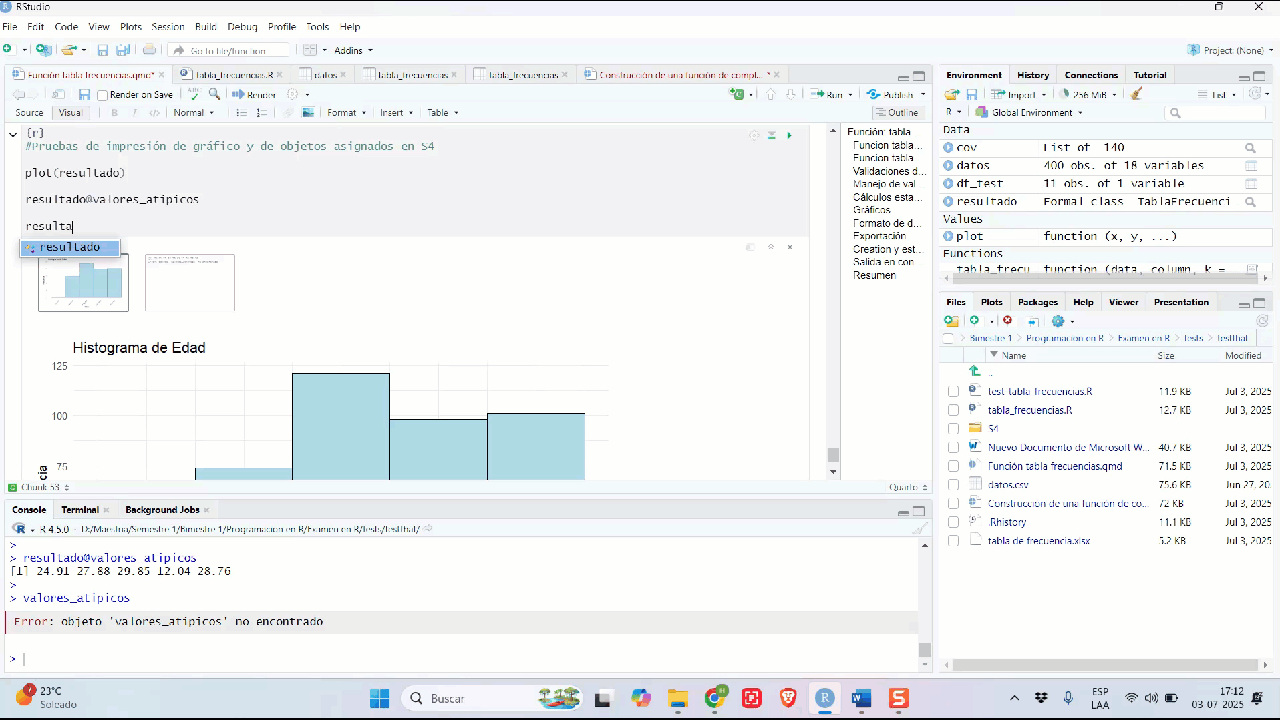 RStudio
File Edit Code View Plots Session Build Debug Profile Tools Help
Go to file/function Addins Project: (None)
Función tabla frecuencias.qmd* tabla_frecuencias.R datos tabla_frecuencias tabla_frecuencias Construcción de una función de compl... *
Render on Save Render Run Publish
Source Visual B I Normal Format Insert Table Outline
{r}
#Pruebas de impresión de gráfico y de objetos asignados en S4
plot(resultado)
resultado@valores_atipicos
resulta
resultado
Histograma de Edad
125
100
75
Chunk 53 Quarto
Función: tabla
Función tabla...
Función tabla...
Validaciones d...
Manejo de val...
Cálculos esta...
Gráficos
Formato de d...
Exportación
Creación y est...
Salida en con...
Resumen
Console Terminal Background Jobs
R 4.5.0 · D:/Maestria/Semestre 1/Bimestre 1/Programacion en R/Examen en R/tests/testthat/
>
> resultado@valores_atipicos
[1] 24.91 27.88 29.85 12.04 28.76
>
> valores_atipicos
Error: objeto 'valores_atipicos' no encontrado
>
Environment History Connections Tutorial
Import 256 MiB List
R Global Environment
Data
cov List of 140
datos 400 obs. of 18 variables
df_test 11 obs. of 1 variable
resultado Formal class TablaFrecuenci
Values
plot function (x, y, ...)
Functions
tabla_frecu function (data, column, k =
Files Plots Packages Help Viewer Presentation
Bimestre 1 Programacion en R Examen en R tests testthat
Name Size Modified
..
test-tabla_frecuencias.R 11.9 KB Jul 3, 2025
tabla_frecuencias.R 12.7 KB Jul 3, 2025
S4
Nuevo Documento de Microsoft W... 40.7 KB Jul 3, 2025
Función tabla frecuencias.qmd 71.5 KB Jul 3, 2025
datos.csv 75.6 KB Jun 27, 20
Construcción de una función de co... 72 KB Jul 3, 2025
.Rhistory 11.1 KB Jul 3, 2025
tabla de frecuencia.xlsx 5.2 KB Jul 3, 2025
23°C
Soleado
Buscar
ESP
LAA
17:12
03-07-2025